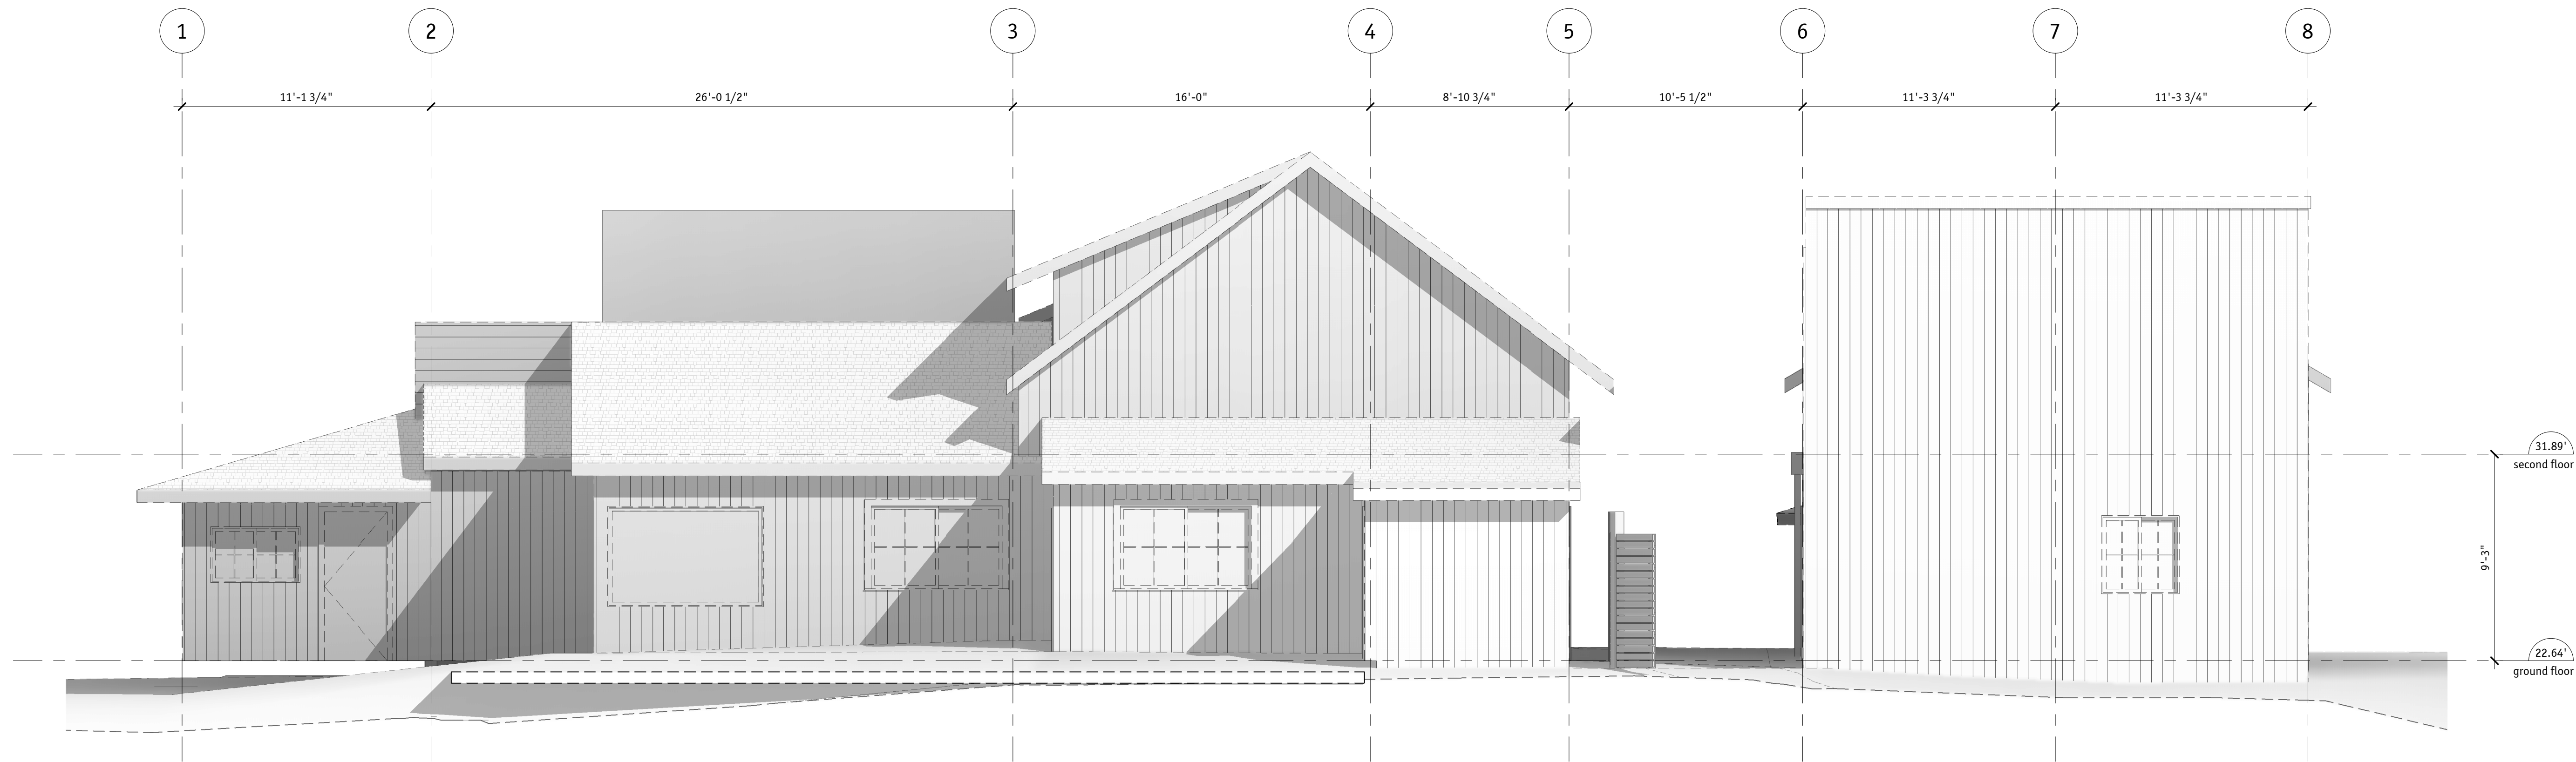 1 2 3 4 5 6 7 8
11'-1 3/4" 26'-0 1/2" 16'-0" 8'-10 3/4" 10'-5 1/2" 11'-3 3/4" 11'-3 3/4"
31.89'
second floor
9'-3"
22.64'
ground floor